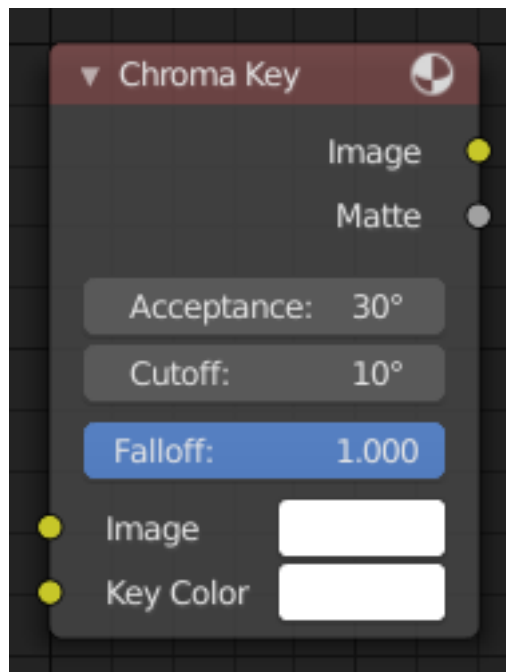 Chroma Key
Image
Matte
Acceptance: 30°
Cutoff: 10°
Falloff: 1.000
Image
Key Color